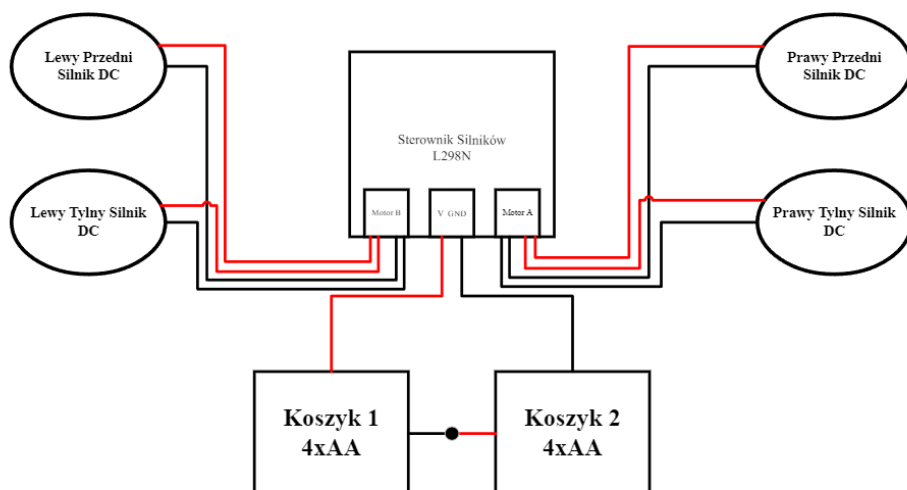 Lewy Przedni
Silnik DC
Prawy Przedni
Silnik DC
Sterownik Silników
L298N
Lewy Tylny Silnik
DC
Motor B
V GND
Motor A
Prawy Tylny Silnik
DC
Koszyk 1
4xAA
Koszyk 2
4xAA